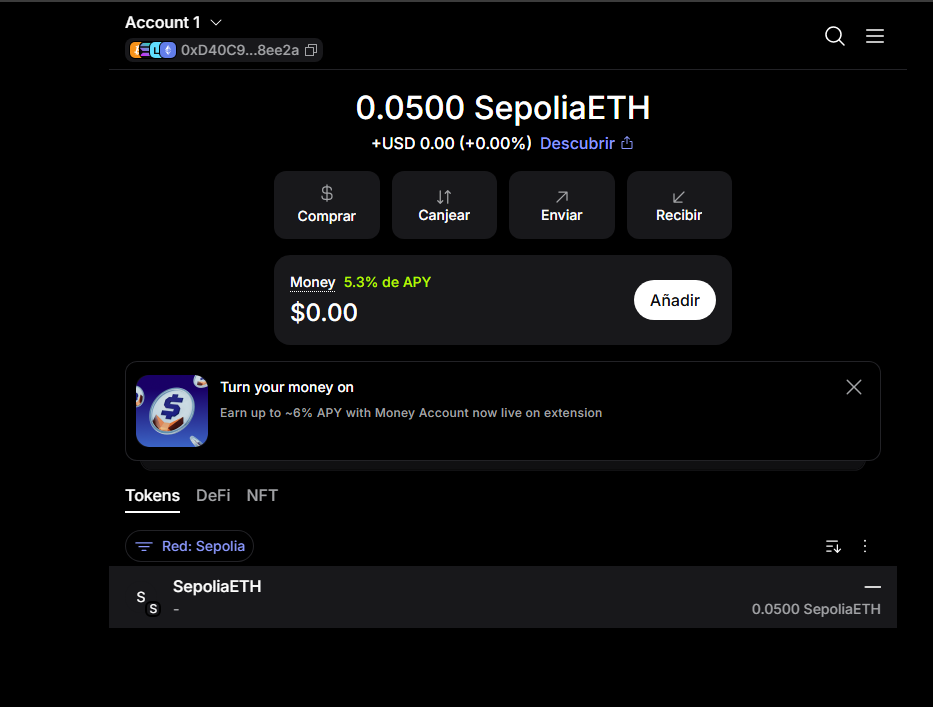 Account 1
0xD40C9...8ee2a
0.0500 SepoliaETH
+USD 0.00 (+0.00%) Descubrir
Comprar
Canjear
Enviar
Recibir
Money 5.3% de APY
$0.00
Añadir
Turn your money on
Earn up to ~6% APY with Money Account now live on extension
Tokens DeFi NFT
Red: Sepolia
S
S
SepoliaETH
-
—
0.0500 SepoliaETH